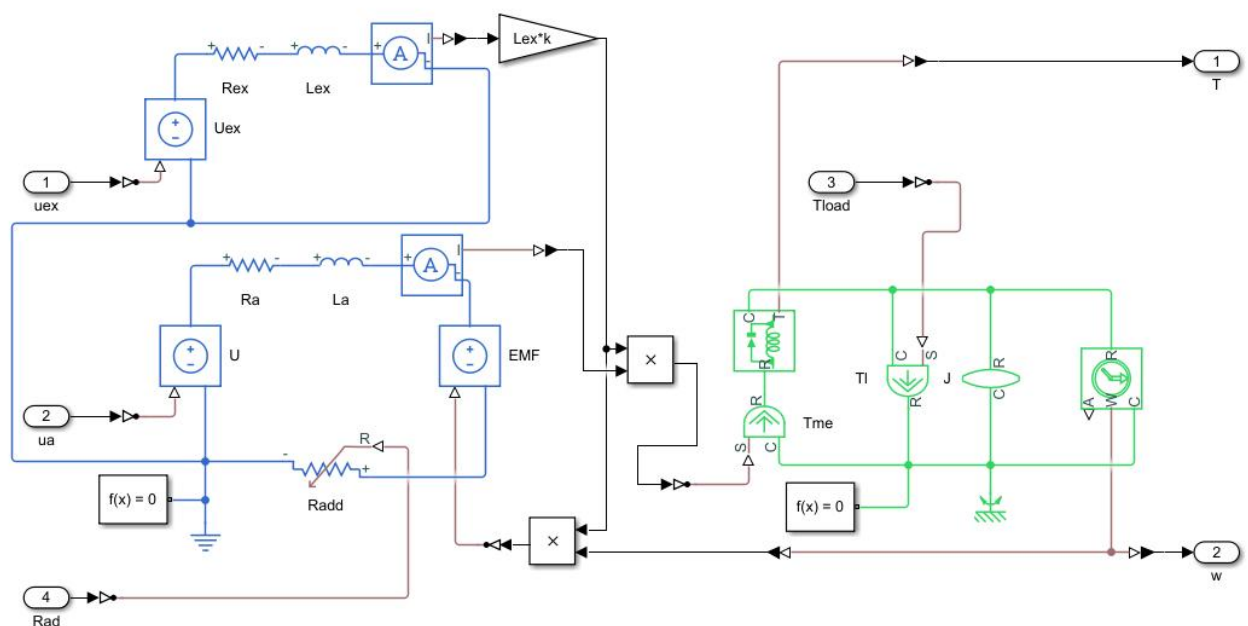 Lex*k
+ - + - + I
A -
Rex Lex
1
T
+
-
Uex
1
uex
3
Tload
+ - + - + I
A -
Ra La
C T
R
+
-
U
+
-
EMF
×
C S
Tl
R
J
R
C
R
A W C
2
ua
R
Tme
S C
R
- +
f(x) = 0
Radd
f(x) = 0
×
2
w
4
Rad